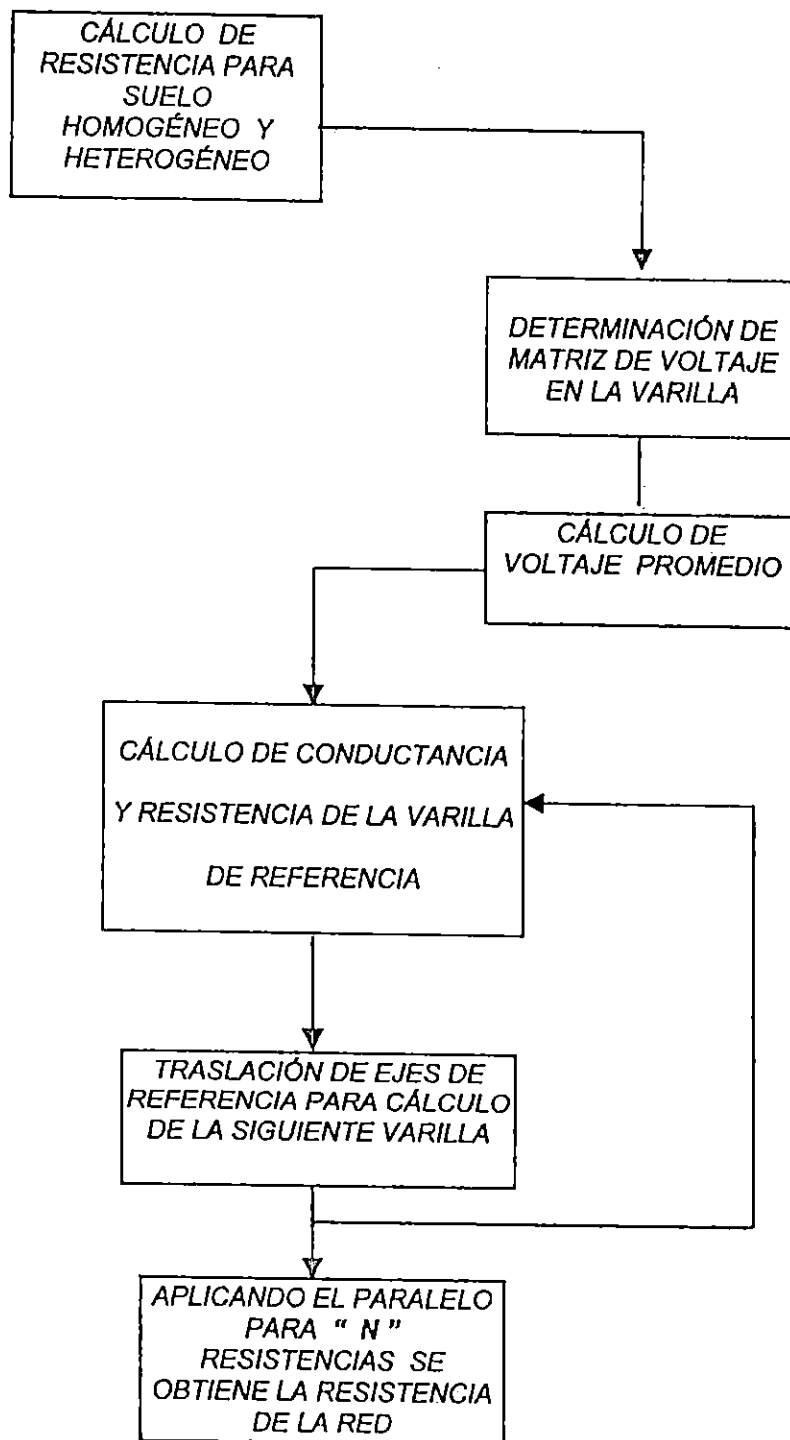 CÁLCULO DE
RESISTENCIA PARA
SUELO
HOMOGÉNEO Y
HETEROGÉNEO
DETERMINACIÓN DE
MATRIZ DE VOLTAJE
EN LA VARILLA
CÁLCULO DE
VOLTAJE PROMEDIO
CÁLCULO DE CONDUCTANCIA
Y RESISTENCIA DE LA VARILLA
DE REFERENCIA
TRASLACIÓN DE EJES DE
REFERENCIA PARA CÁLCULO
DE LA SIGUIENTE VARILLA
APLICANDO EL PARALELO
PARA " N "
RESISTENCIAS SE
OBTIENE LA RESISTENCIA
DE LA RED